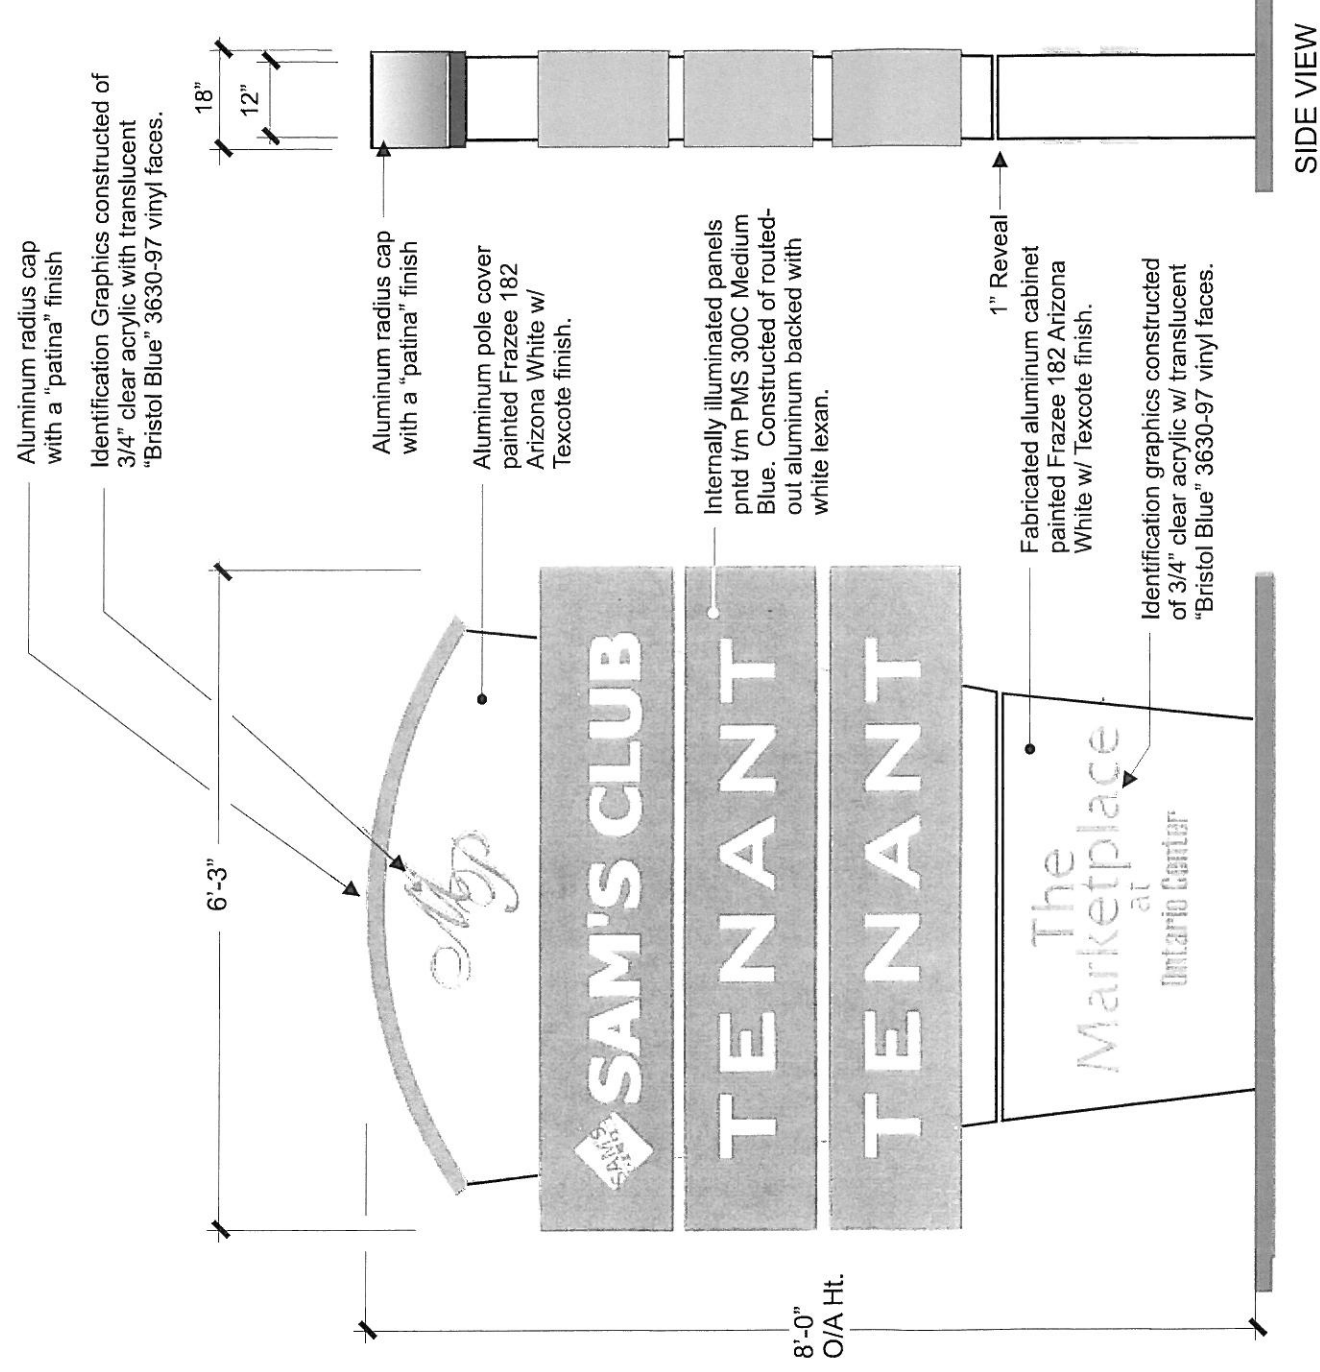 Aluminum radius cap
with a “patina” finish
Identification Graphics constructed of
3/4” clear acrylic with translucent
“Bristol Blue” 3630-97 vinyl faces.
6'-3”
18”
12”
Aluminum radius cap
with a “patina” finish
Aluminum pole cover
painted Frazee 182
Arizona White w/
Texcote finish.
Internally illuminated panels
pntd t/m PMS 300C Medium
Blue. Constructed of routed-
out aluminum backed with
white lexan.
1” Reveal
Fabricated aluminum cabinet
painted Frazee 182 Arizona
White w/ Texcote finish.
Identification graphics constructed
of 3/4” clear acrylic w/ translucent
“Bristol Blue” 3630-97 vinyl faces.
8'-0”
O/A Ht.
SAM'S CLUB
TENANT
TENANT
The
Marketplace
at
Ontario Center
SIDE VIEW